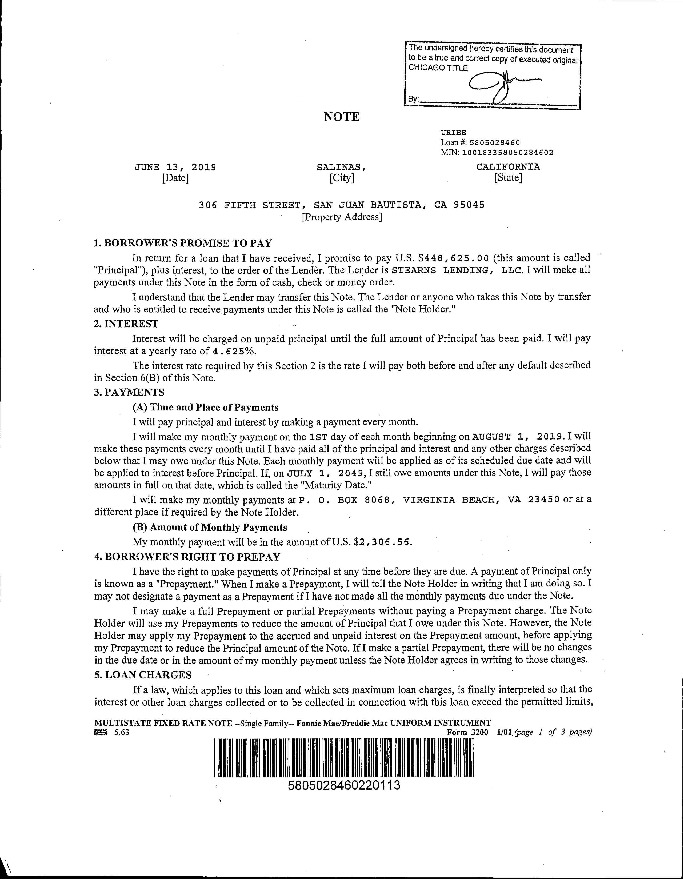 The undersigned hereby certifies this document
to be a true and correct copy of executed original
CHICAGO TITLE
By:
NOTE
URIBE
Loan #: 5805028460
MIN: 100183358050284602
JUNE 13, 2019 SALINAS, CALIFORNIA
[Date] [City] [State]
306 FIFTH STREET, SAN JUAN BAUTISTA, CA 95045
[Property Address]
1. BORROWER'S PROMISE TO PAY
In return for a loan that I have received, I promise to pay U.S. $448,625.00 (this amount is called
"Principal"), plus interest, to the order of the Lender. The Lender is STEARNS LENDING, LLC. I will make all
payments under this Note in the form of cash, check or money order.
I understand that the Lender may transfer this Note. The Lender or anyone who takes this Note by transfer
and who is entitled to receive payments under this Note is called the "Note Holder."
2. INTEREST
Interest will be charged on unpaid principal until the full amount of Principal has been paid. I will pay
interest at a yearly rate of 4.625%.
The interest rate required by this Section 2 is the rate I will pay both before and after any default described
in Section 6(B) of this Note.
3. PAYMENTS
(A) Time and Place of Payments
I will pay principal and interest by making a payment every month.
I will make my monthly payment on the 1ST day of each month beginning on AUGUST 1, 2019. I will
make these payments every month until I have paid all of the principal and interest and any other charges described
below that I may owe under this Note. Each monthly payment will be applied as of its scheduled due date and will
be applied to interest before Principal. If, on JULY 1, 2049, I still owe amounts under this Note, I will pay those
amounts in full on that date, which is called the "Maturity Date."
I will make my monthly payments at P. O. BOX 8068, VIRGINIA BEACH, VA 23450 or at a
different place if required by the Note Holder.
(B) Amount of Monthly Payments
My monthly payment will be in the amount of U.S. $2,306.56.
4. BORROWER'S RIGHT TO PREPAY
I have the right to make payments of Principal at any time before they are due. A payment of Principal only
is known as a "Prepayment." When I make a Prepayment, I will tell the Note Holder in writing that I am doing so. I
may not designate a payment as a Prepayment if I have not made all the monthly payments due under the Note.
I may make a full Prepayment or partial Prepayments without paying a Prepayment charge. The Note
Holder will use my Prepayments to reduce the amount of Principal that I owe under this Note. However, the Note
Holder may apply my Prepayment to the accrued and unpaid interest on the Prepayment amount, before applying
my Prepayment to reduce the Principal amount of the Note. If I make a partial Prepayment, there will be no changes
in the due date or in the amount of my monthly payment unless the Note Holder agrees in writing to those changes.
5. LOAN CHARGES
If a law, which applies to this loan and which sets maximum loan charges, is finally interpreted so that the
interest or other loan charges collected or to be collected in connection with this loan exceed the permitted limits,
MULTISTATE FIXED RATE NOTE --Single Family-- Fannie Mae/Freddie Mac UNIFORM INSTRUMENT
5.63 Form 3200 1/01 (page 1 of 3 pages)
5805028460220113